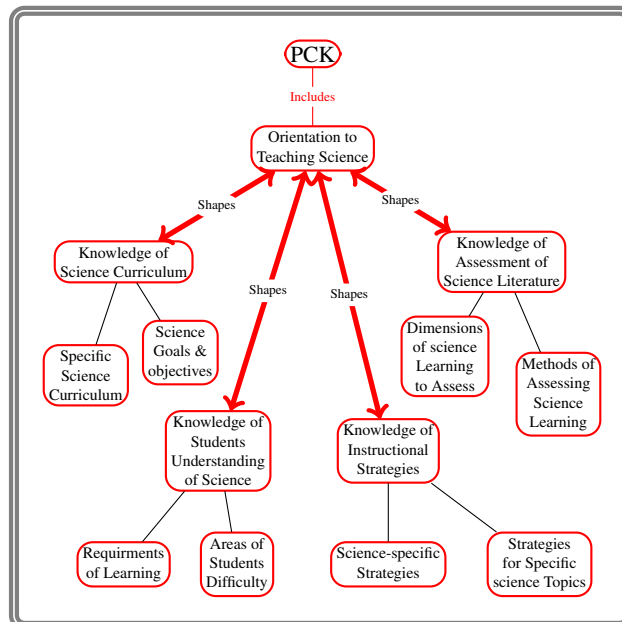 PCK
Includes
Orientation to
Teaching Science
Shapes
Shapes
Shapes
Shapes
Knowledge of
Science Curriculum
Knowledge of
Assessment of
Science Literature
Specific
Science
Curriculum
Science
Goals &
objectives
Dimensions
of science
Learning
to Assess
Methods of
Assessing
Science
Learning
Knowledge of
Students
Understanding
of Science
Knowledge of
Instructional
Strategies
Requirments
of Learning
Areas of
Students
Difficulty
Science-specific
Strategies
Strategies
for Specific
science Topics